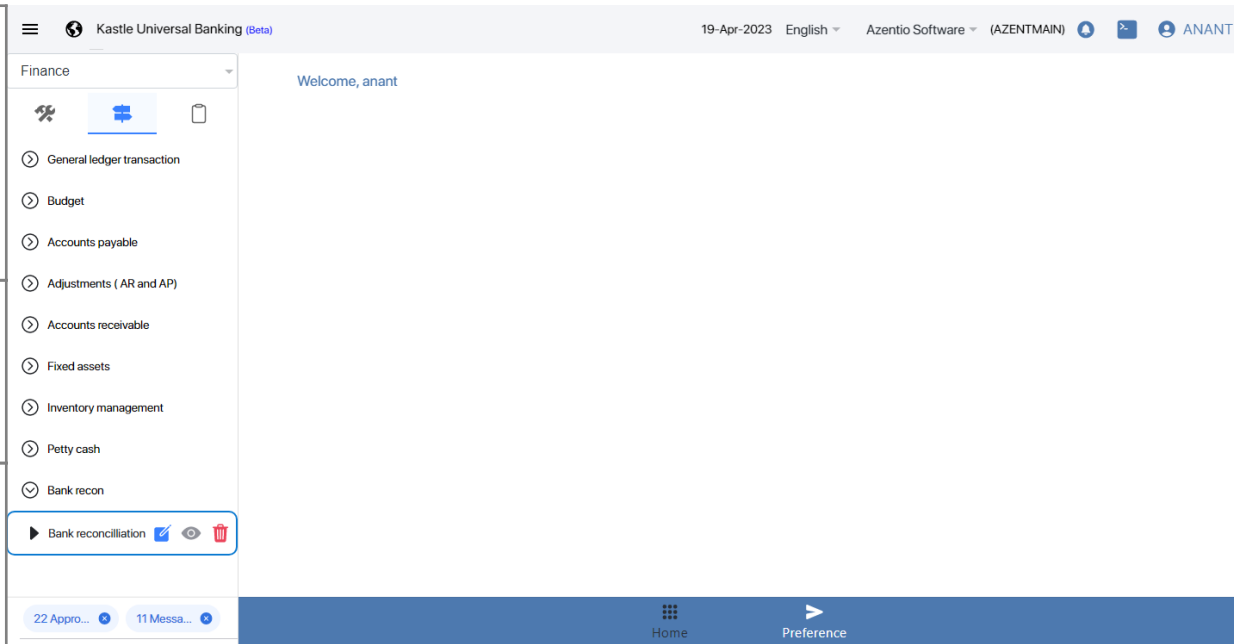 Kastle Universal Banking (Beta)
19-Apr-2023 English Azentio Software (AZENTMAIN) ANANT
Finance
Welcome, anant
General ledger transaction
Budget
Accounts payable
Adjustments ( AR and AP)
Accounts receivable
Fixed assets
Inventory management
Petty cash
Bank recon
Bank reconcilliation
22 Appro... 11 Messa...
Home Preference